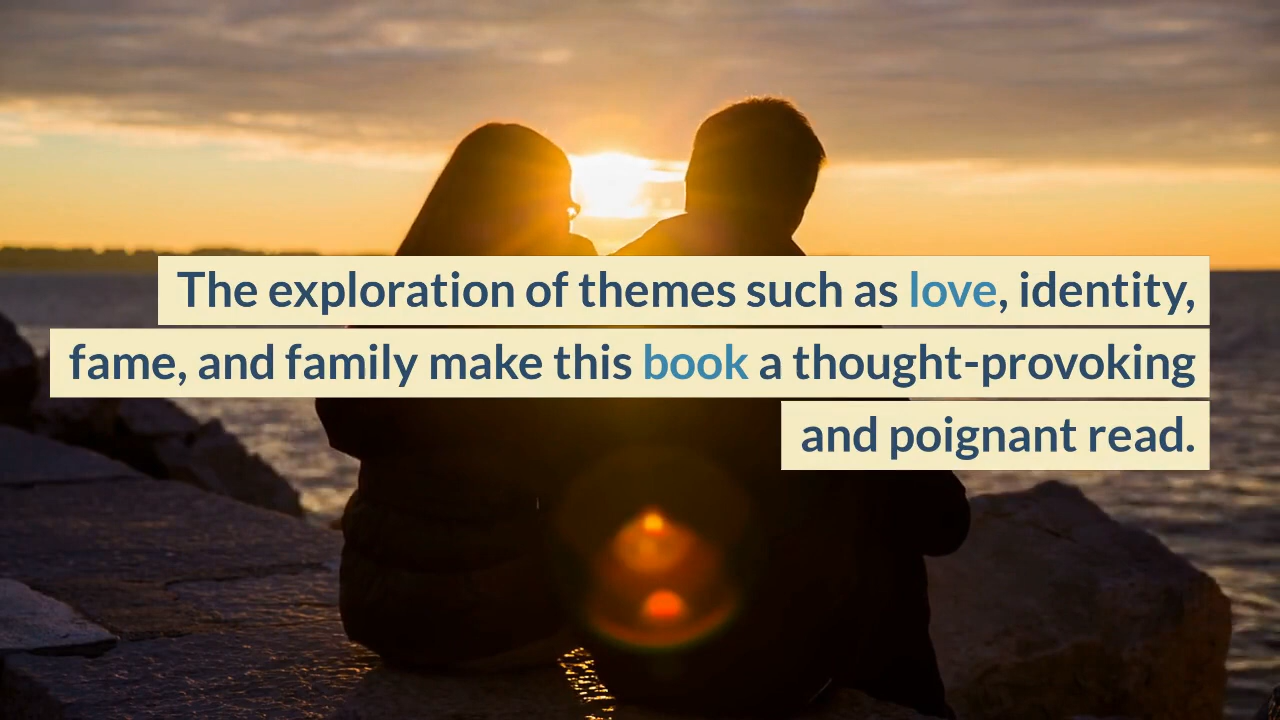 The exploration of themes such as love, identity,
fame, and family make this book a thought-provoking
and poignant read.